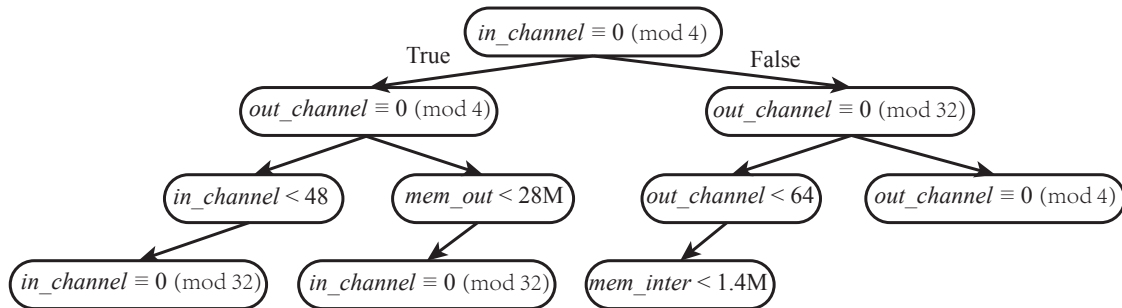 in_channel ≡ 0 (mod 4)
True
False
out_channel ≡ 0 (mod 4)
out_channel ≡ 0 (mod 32)
in_channel < 48
mem_out < 28M
out_channel < 64
out_channel ≡ 0 (mod 4)
in_channel ≡ 0 (mod 32)
in_channel ≡ 0 (mod 32)
mem_inter < 1.4M